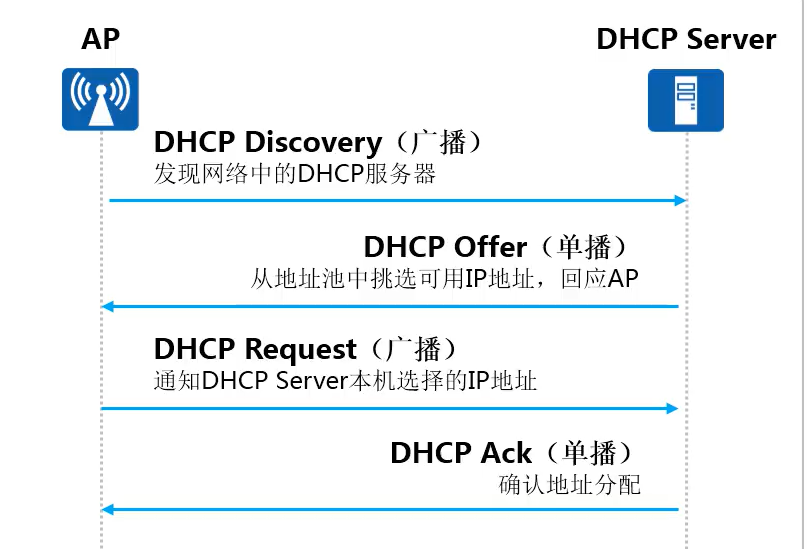 AP
DHCP Server
DHCP Discovery（广播）
发现网络中的DHCP服务器
DHCP Offer（单播）
从地址池中挑选可用IP地址，回应AP
DHCP Request（广播）
通知DHCP Server本机选择的IP地址
DHCP Ack（单播）
确认地址分配